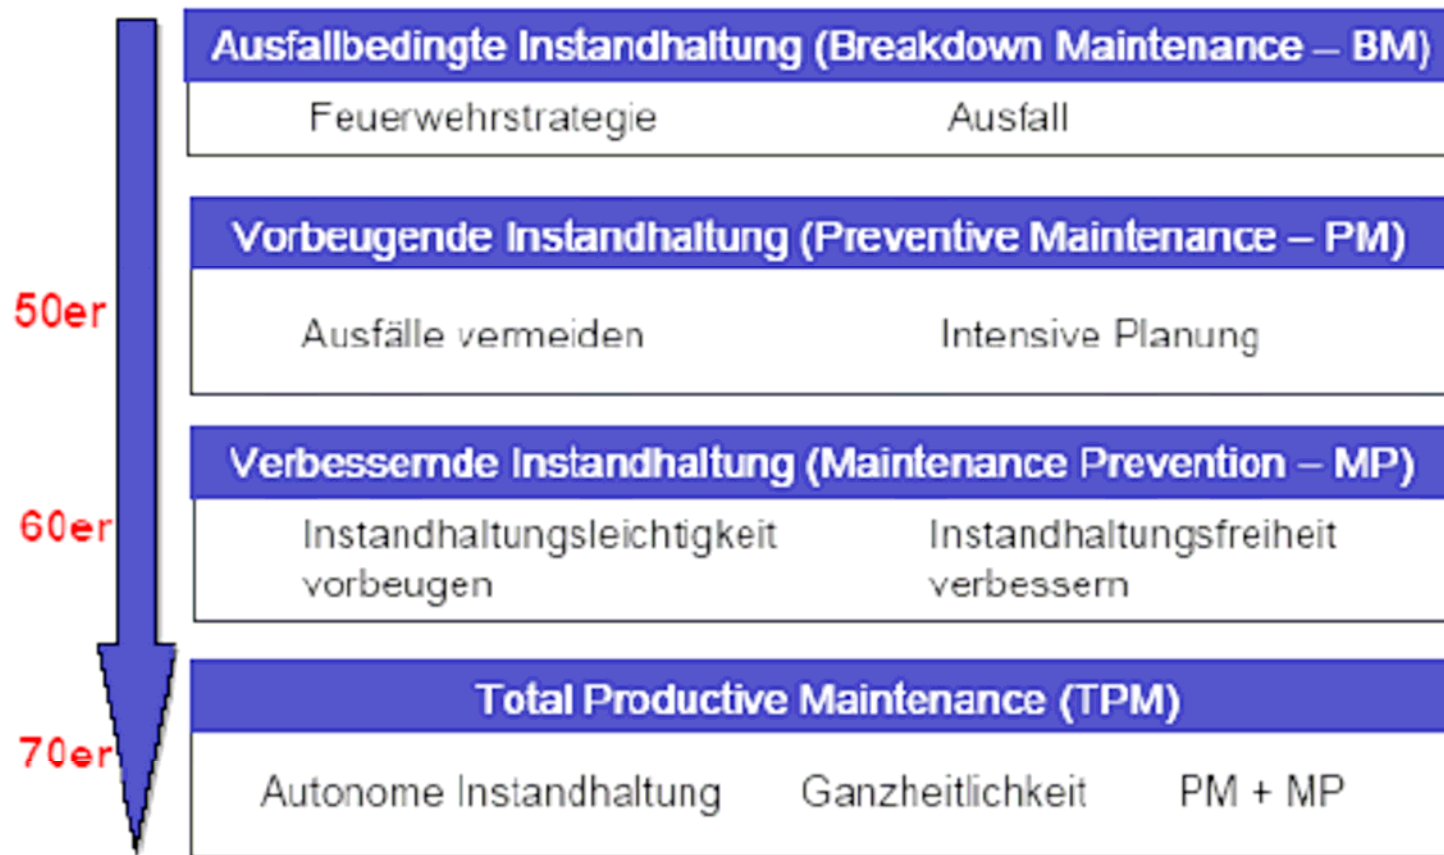 Ausfallbedingte Instandhaltung (Breakdown Maintenance – BM)
Feuerwehrstrategie Ausfall
Vorbeugende Instandhaltung (Preventive Maintenance – PM)
50er
Ausfälle vermeiden Intensive Planung
Verbessernde Instandhaltung (Maintenance Prevention – MP)
60er
Instandhaltungsleichtigkeit Instandhaltungsfreiheit
vorbeugen verbessern
Total Productive Maintenance (TPM)
70er
Autonome Instandhaltung Ganzheitlichkeit PM + MP